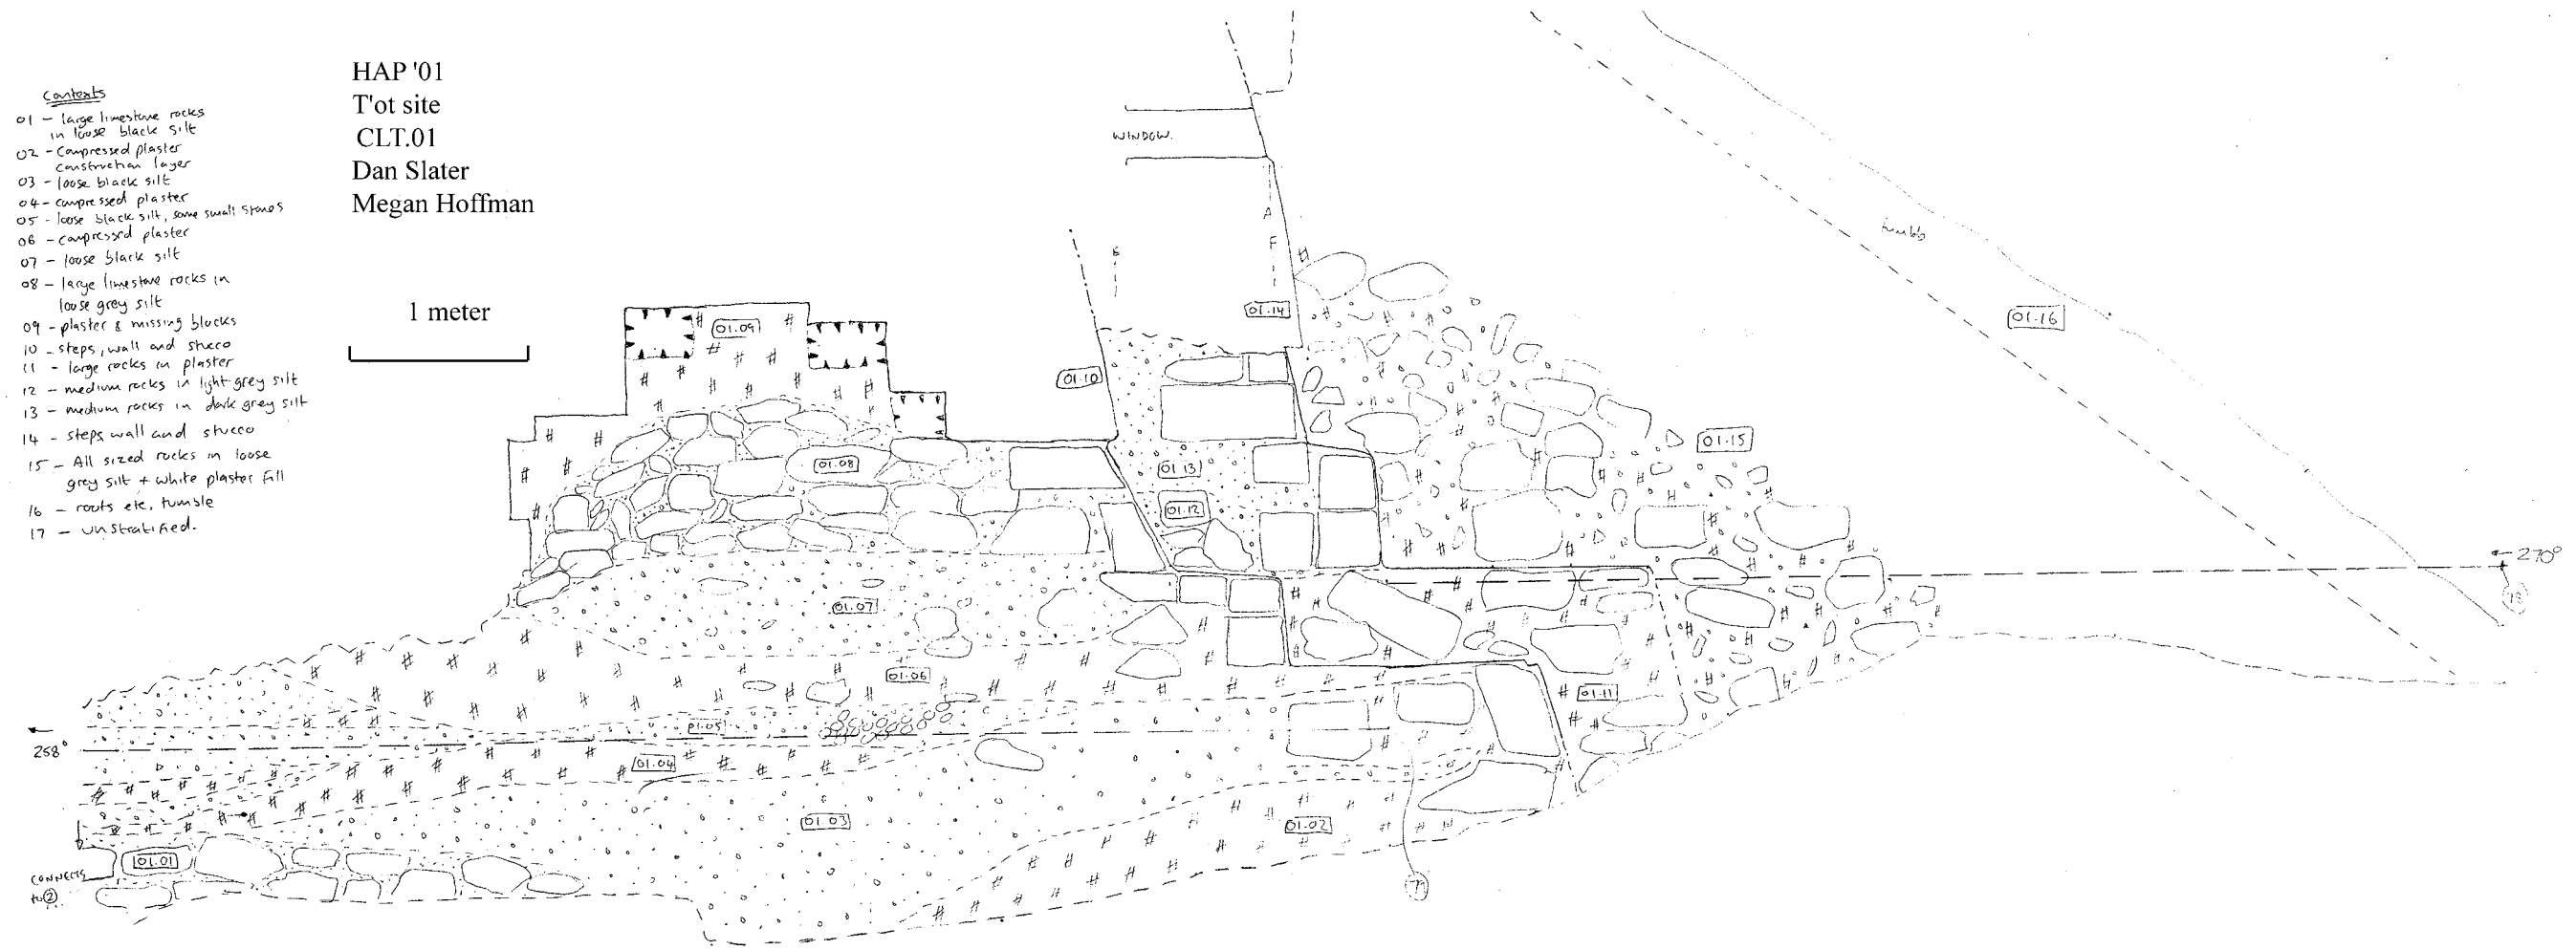 Contexts
01 - large limestone rocks
in loose black silt
02 - Compressed plaster
construction layer
03 - loose black silt
04 - compressed plaster
05 - loose black silt, some small stones
06 - compressed plaster
07 - loose black silt
08 - large limestone rocks in
loose grey silt
09 - plaster & missing blocks
10 - steps, wall and stucco
11 - large rocks in plaster
12 - medium rocks in light grey silt
13 - medium rocks in dark grey silt
14 - steps wall and stucco
15 - All sized rocks in loose
grey silt + white plaster fill
16 - roots etc, tumble
17 - unstratified.
HAP '01
T'ot site
CLT.01
Dan Slater
Megan Hoffman
1 meter
WINDOW.
A
F
01.16
01.14
01.09
01.10
01.15
01.08
01.13
01.12
270°
01.07
01.06
01.11
01.05
258°
01.04
01.03
01.02
01.01
CONNECTS
to ②